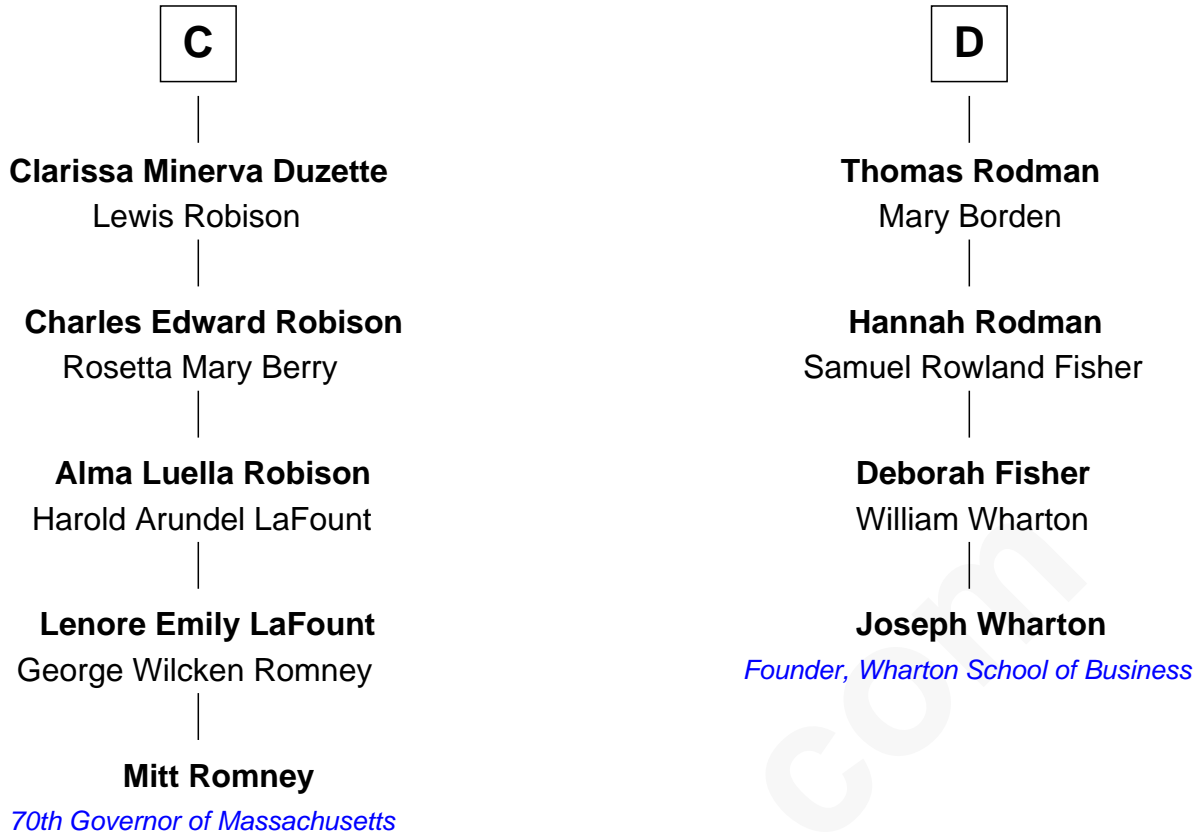 C
Clarissa Minerva Duzette
Lewis Robison
Charles Edward Robison
Rosetta Mary Berry
Alma Luella Robison
Harold Arundel LaFount
Lenore Emily LaFount
George Wilcken Romney
Mitt Romney
70th Governor of Massachusetts
D
Thomas Rodman
Mary Borden
Hannah Rodman
Samuel Rowland Fisher
Deborah Fisher
William Wharton
Joseph Wharton
Founder, Wharton School of Business
com